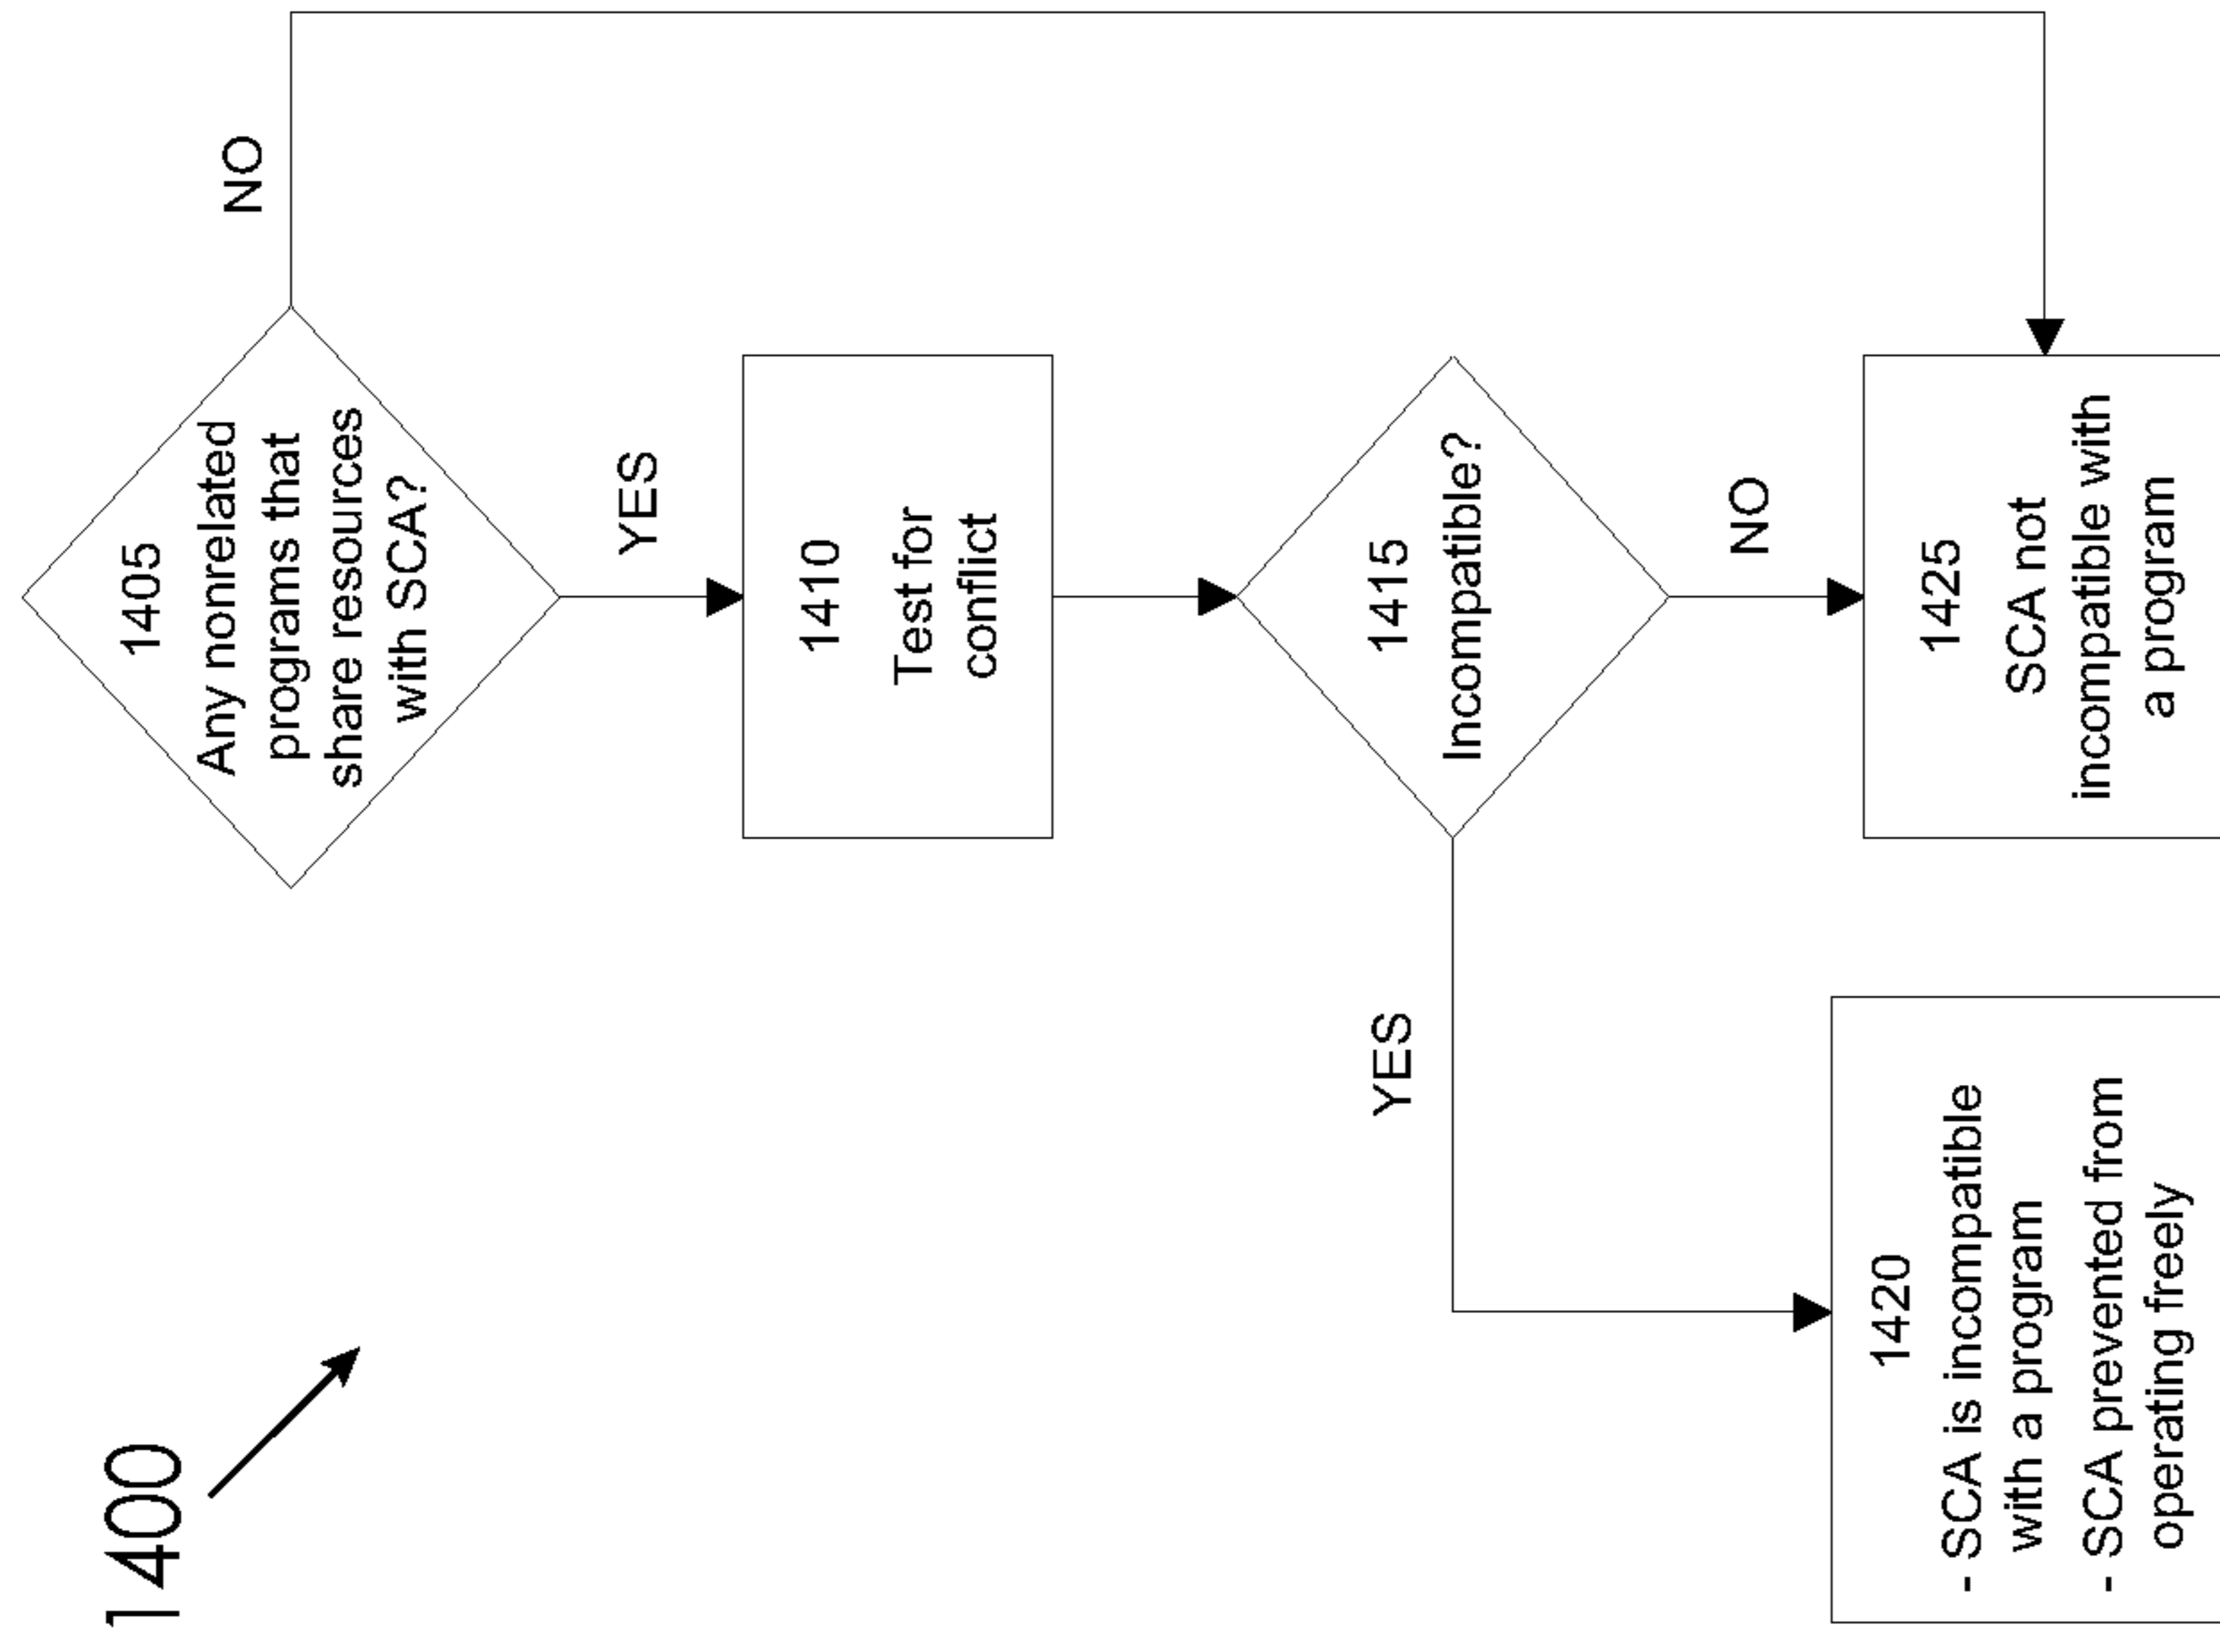 1400
1405
Any nonrelated
programs that
share resources
with SCA?
NO
YES
1410
Test for
conflict
1415
Incompatible?
YES
NO
1420
- SCA is incompatible
with a program
- SCA prevented from
operating freely
1425
SCA not
incompatible with
a program